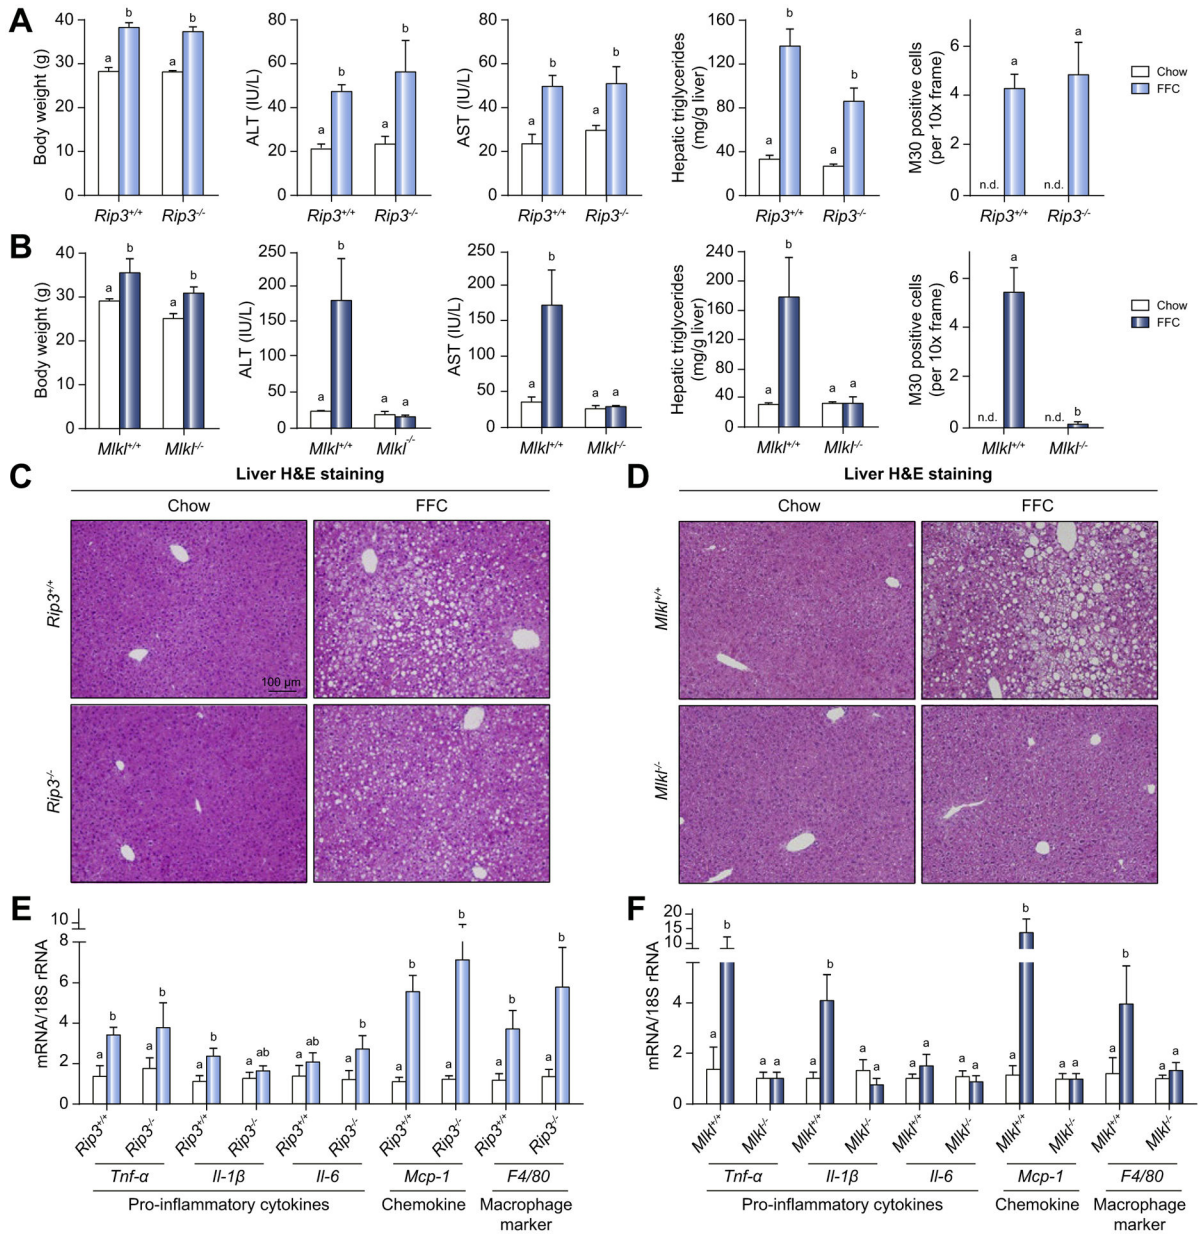 A
Body weight (g)
40
30
20
10
0
a
b
a
b
Rip3+/+
Rip3-/-
ALT (IU/L)
80
60
40
20
0
a
b
a
b
Rip3+/+
Rip3-/-
AST (IU/L)
80
60
40
20
0
a
b
a
b
Rip3+/+
Rip3-/-
Hepatic triglycerides
(mg/g liver)
160
120
80
40
0
a
b
a
b
Rip3+/+
Rip3-/-
M30 positive cells
(per 10x frame)
6
4
2
0
n.d.
a
n.d.
a
Rip3+/+
Rip3-/-
Chow
FFC
B
Body weight (g)
40
30
20
10
0
a
b
a
b
Mlkl+/+
Mlkl-/-
ALT (IU/L)
250
200
150
100
50
0
a
b
a
a
Mlkl+/+
Mlkl-/-
AST (IU/L)
250
200
150
100
50
0
a
b
a
a
Mlkl+/+
Mlkl-/-
Hepatic triglycerides
(mg/g liver)
240
200
160
120
80
40
0
a
b
a
a
Mlkl+/+
Mlkl-/-
M30 positive cells
(per 10x frame)
6
4
2
0
n.d.
a
n.d.
b
Mlkl+/+
Mlkl-/-
Chow
FFC
C
Liver H&E staining
Chow
FFC
Rip3+/+
100 µm
Rip3-/-
D
Liver H&E staining
Chow
FFC
Mlkl+/+
Mlkl-/-
E
mRNA/18S rRNA
10
8
6
4
2
0
a
b
a
b
a
b
a
ab
a
ab
a
b
a
b
a
b
a
b
a
b
Rip3+/+
Rip3-/-
Rip3+/+
Rip3-/-
Rip3+/+
Rip3-/-
Rip3+/+
Rip3-/-
Rip3+/+
Rip3-/-
Tnf-α
Il-1β
Il-6
Mcp-1
F4/80
Pro-inflammatory cytokines
Chemokine
Macrophage
marker
F
mRNA/18S rRNA
20
15
10
4
2
0
a
b
a
a
a
b
a
a
a
a
a
a
a
b
a
a
a
b
a
a
Mlkl+/+
Mlkl-/-
Mlkl+/+
Mlkl-/-
Mlkl+/+
Mlkl-/-
Mlkl+/+
Mlkl-/-
Mlkl+/+
Mlkl-/-
Tnf-α
Il-1β
Il-6
Mcp-1
F4/80
Pro-inflammatory cytokines
Chemokine
Macrophage
marker